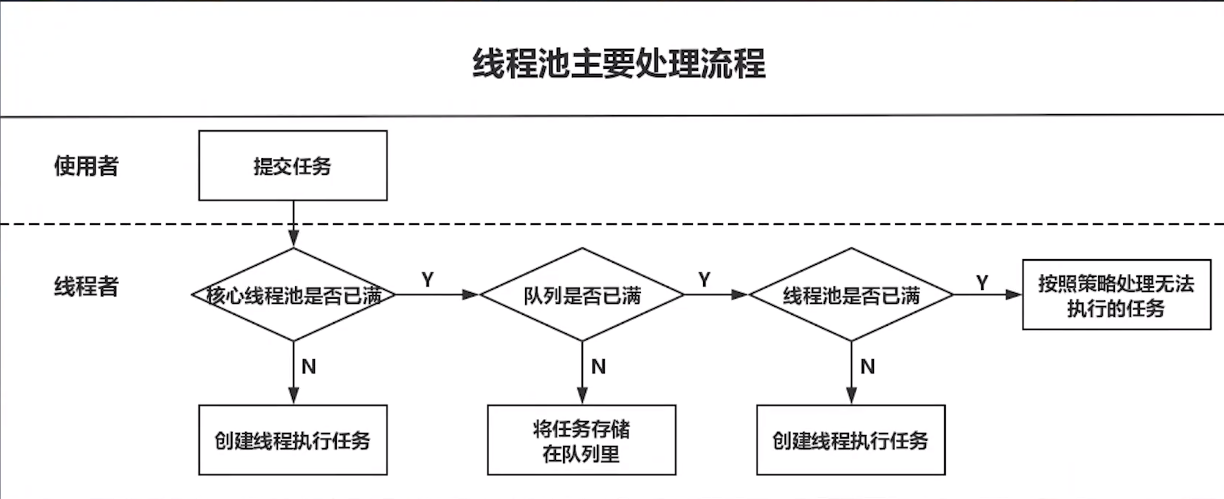 线程池主要处理流程
使用者
提交任务
线程者
核心线程池是否已满
Y
队列是否已满
Y
线程池是否已满
Y
按照策略处理无法
执行的任务
N
N
N
创建线程执行任务
将任务存储
在队列里
创建线程执行任务